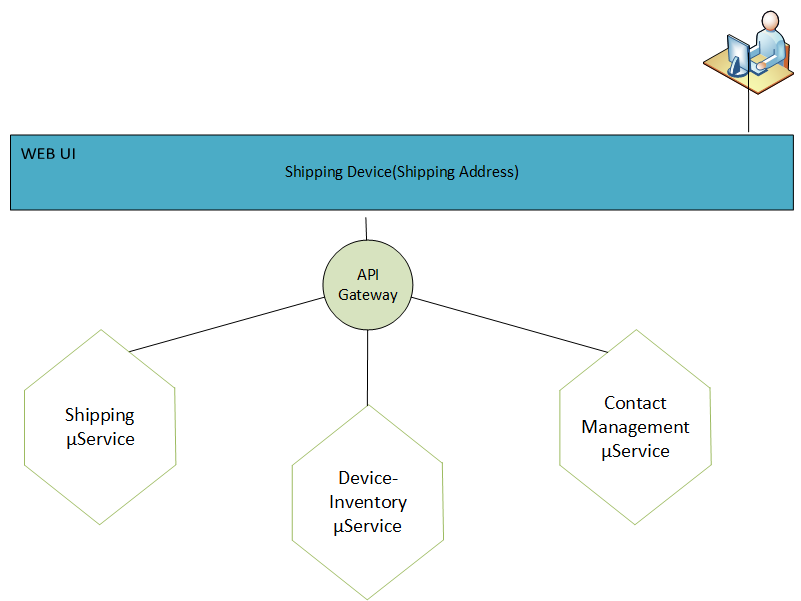 WEB UI
Shipping Device(Shipping Address)
API
Gateway
Shipping
µService
Device-
Inventory
µService
Contact
Management
µService